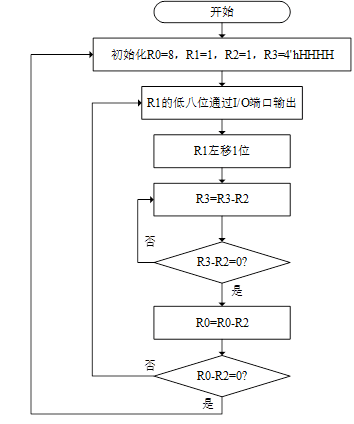 开始
初始化R0=8，R1=1，R2=1，R3=4'hHHHH
R1的低八位通过I/O端口输出
R1左移1位
R3=R3-R2
否
R3-R2=0?
是
R0=R0-R2
否
R0-R2=0?
是